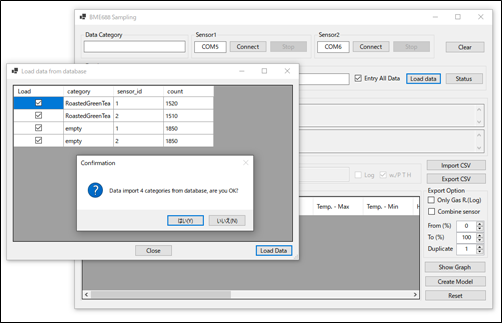 BME688 Sampling
Data Category
Sensor1
COM5 Connect Stop
Sensor2
COM6 Connect Stop
Clear
Entry All Data Load data Status
Load data from database
Load category sensor_id count
RoastedGreenTea 1 1520
RoastedGreenTea 2 1510
empty 1 1850
empty 2 1850
Confirmation
Data import 4 categories from database, are you OK?
はい(Y) いいえ(N)
Close Load Data
Log w/P T H
Temp. - Max Temp. - Min
Import CSV
Export CSV
Export Option
Only Gas R.(Log)
Combine sensor
From (%) 0
To (%) 100
Duplicate 1
Show Graph
Create Model
Reset